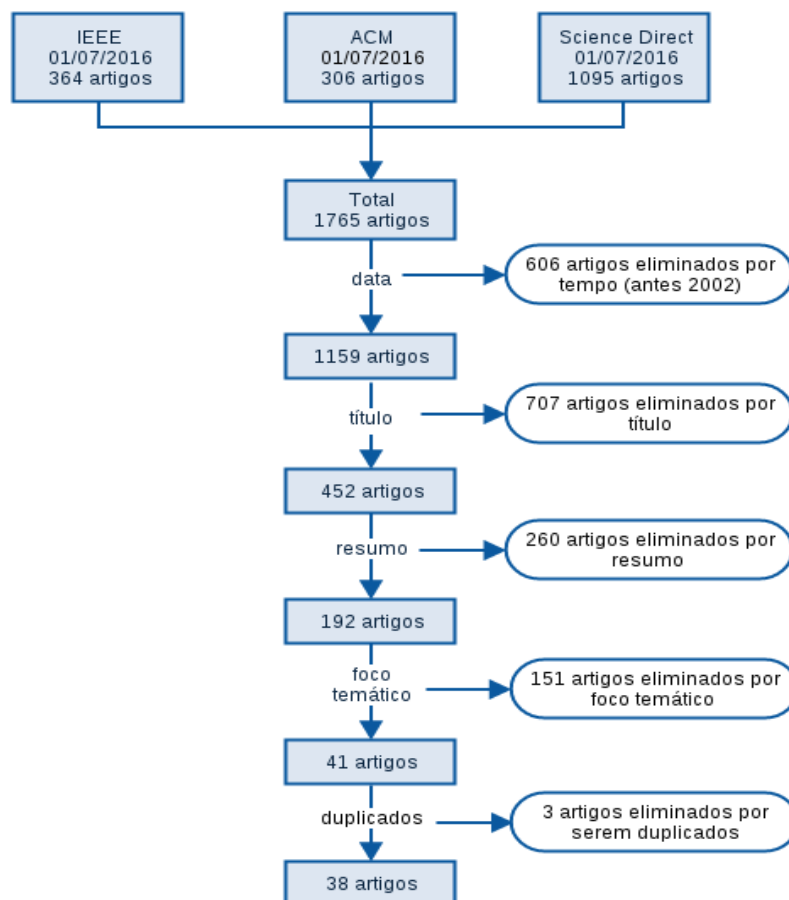 IEEE
01/07/2016
364 artigos
ACM
01/07/2016
306 artigos
Science Direct
01/07/2016
1095 artigos
Total
1765 artigos
data
606 artigos eliminados por
tempo (antes 2002)
1159 artigos
título
707 artigos eliminados por
título
452 artigos
resumo
260 artigos eliminados por
resumo
192 artigos
foco
temático
151 artigos eliminados por
foco temático
41 artigos
duplicados
3 artigos eliminados por
serem duplicados
38 artigos